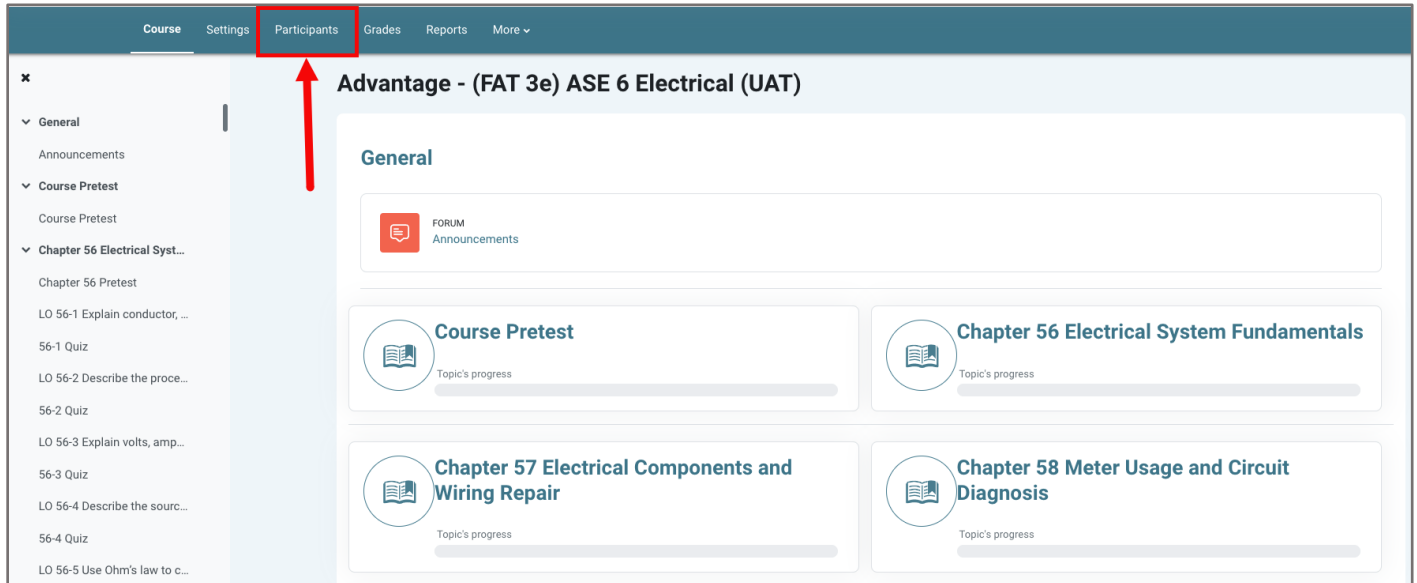 Course Settings Participants Grades Reports More
General
Announcements
Course Pretest
Course Pretest
Chapter 56 Electrical Syst...
Chapter 56 Pretest
LO 56-1 Explain conductor, ...
56-1 Quiz
LO 56-2 Describe the proce...
56-2 Quiz
LO 56-3 Explain volts, amp...
56-3 Quiz
LO 56-4 Describe the sourc...
56-4 Quiz
LO 56-5 Use Ohm's law to c...
Advantage - (FAT 3e) ASE 6 Electrical (UAT)
General
FORUM
Announcements
Course Pretest
Topic's progress
Chapter 56 Electrical System Fundamentals
Topic's progress
Chapter 57 Electrical Components and
Wiring Repair
Topic's progress
Chapter 58 Meter Usage and Circuit
Diagnosis
Topic's progress